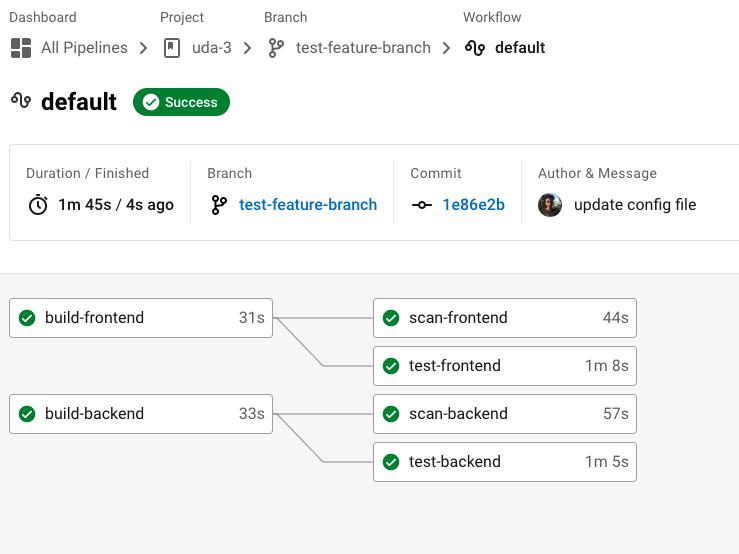 Dashboard Project Branch Workflow
All Pipelines uda-3 test-feature-branch default
default Success
Duration / Finished Branch Commit Author & Message
1m 45s / 4s ago test-feature-branch 1e86e2b update config file
build-frontend 31s scan-frontend 44s
test-frontend 1m 8s
build-backend 33s scan-backend 57s
test-backend 1m 5s